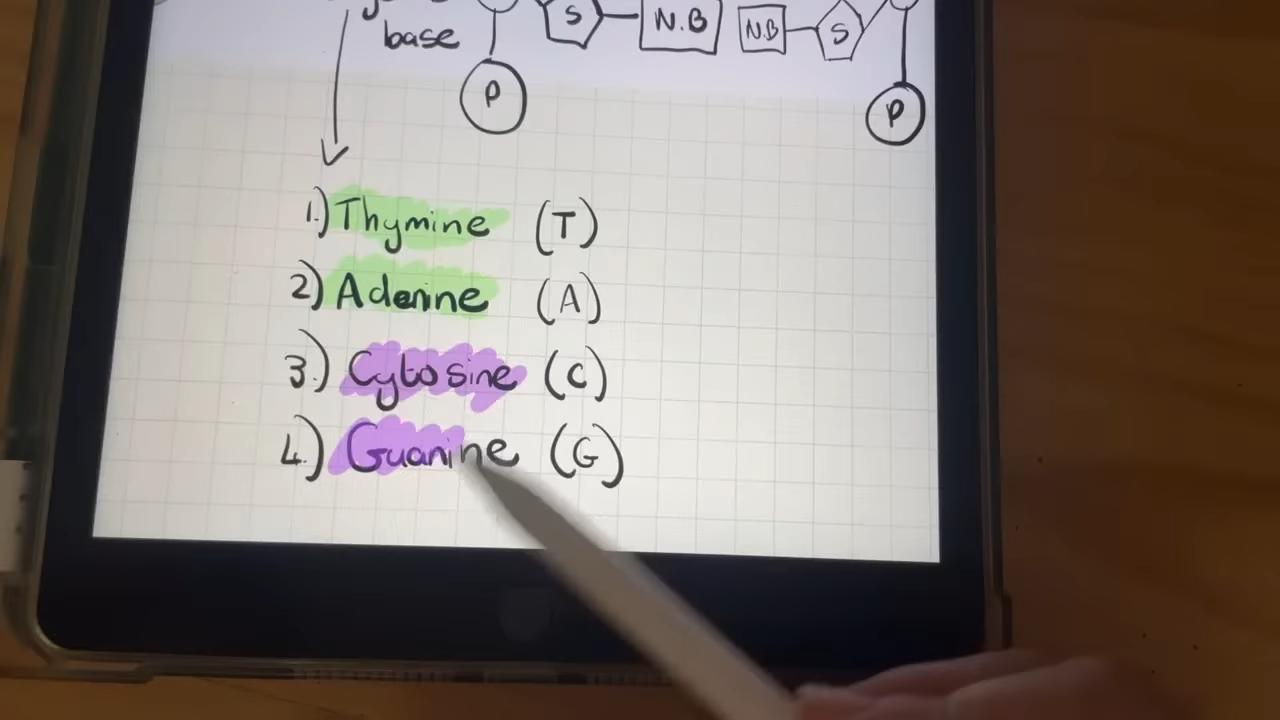 S N.B N.B S
base
P P
1.) Thymine (T)
2) Adenine (A)
3.) Cytosine (C)
4.) Guanine (G)